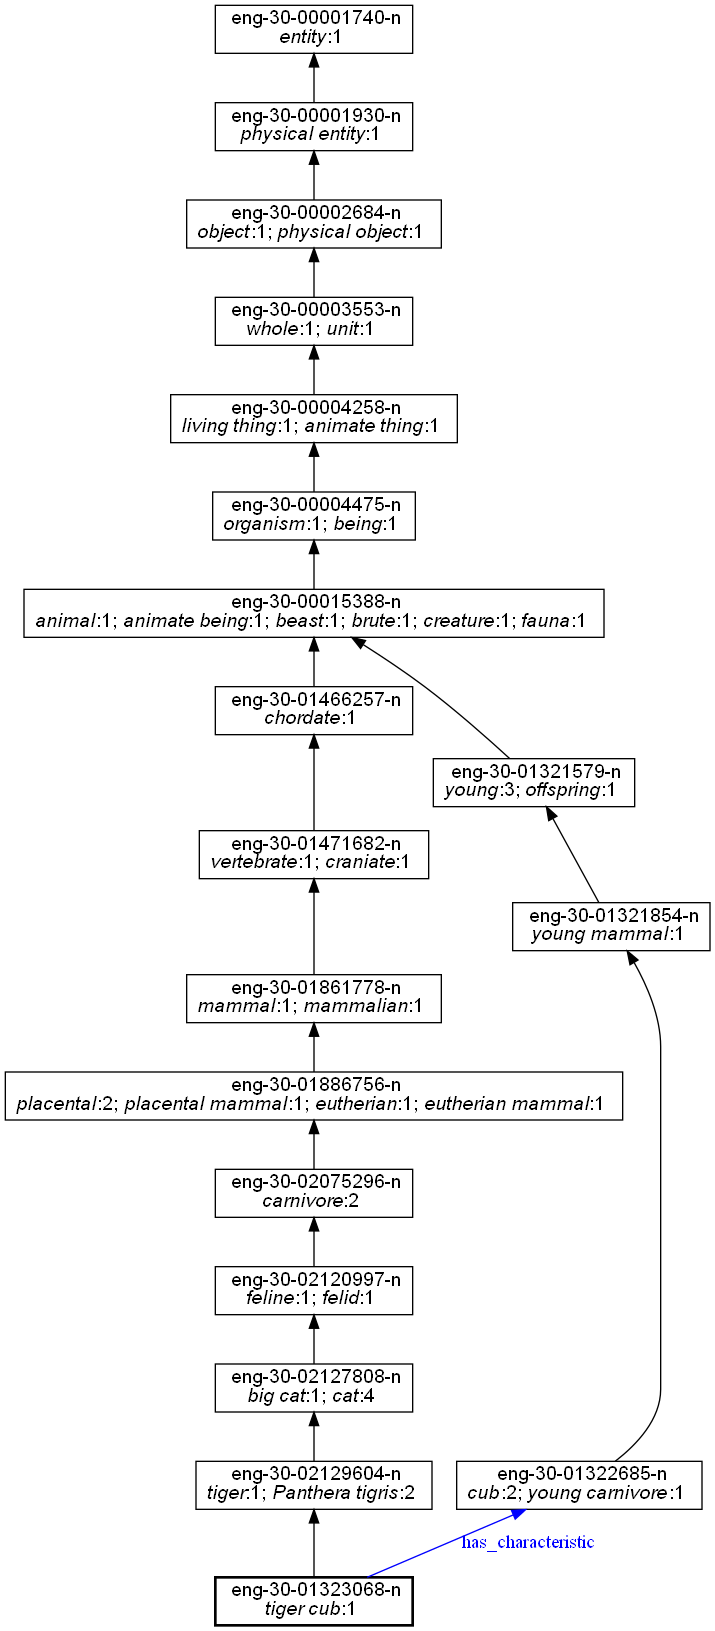 eng-30-00001740-n
entity:1
eng-30-00001930-n
physical entity:1
eng-30-00002684-n
object:1; physical object:1
eng-30-00003553-n
whole:1; unit:1
eng-30-00004258-n
living thing:1; animate thing:1
eng-30-00004475-n
organism:1; being:1
eng-30-00015388-n
animal:1; animate being:1; beast:1; brute:1; creature:1; fauna:1
eng-30-01466257-n
chordate:1
eng-30-01321579-n
young:3; offspring:1
eng-30-01471682-n
vertebrate:1; craniate:1
eng-30-01321854-n
young mammal:1
eng-30-01861778-n
mammal:1; mammalian:1
eng-30-01886756-n
placental:2; placental mammal:1; eutherian:1; eutherian mammal:1
eng-30-02075296-n
carnivore:2
eng-30-02120997-n
feline:1; felid:1
eng-30-02127808-n
big cat:1; cat:4
eng-30-02129604-n
tiger:1; Panthera tigris:2
eng-30-01322685-n
cub:2; young carnivore:1
has_characteristic
eng-30-01323068-n
tiger cub:1